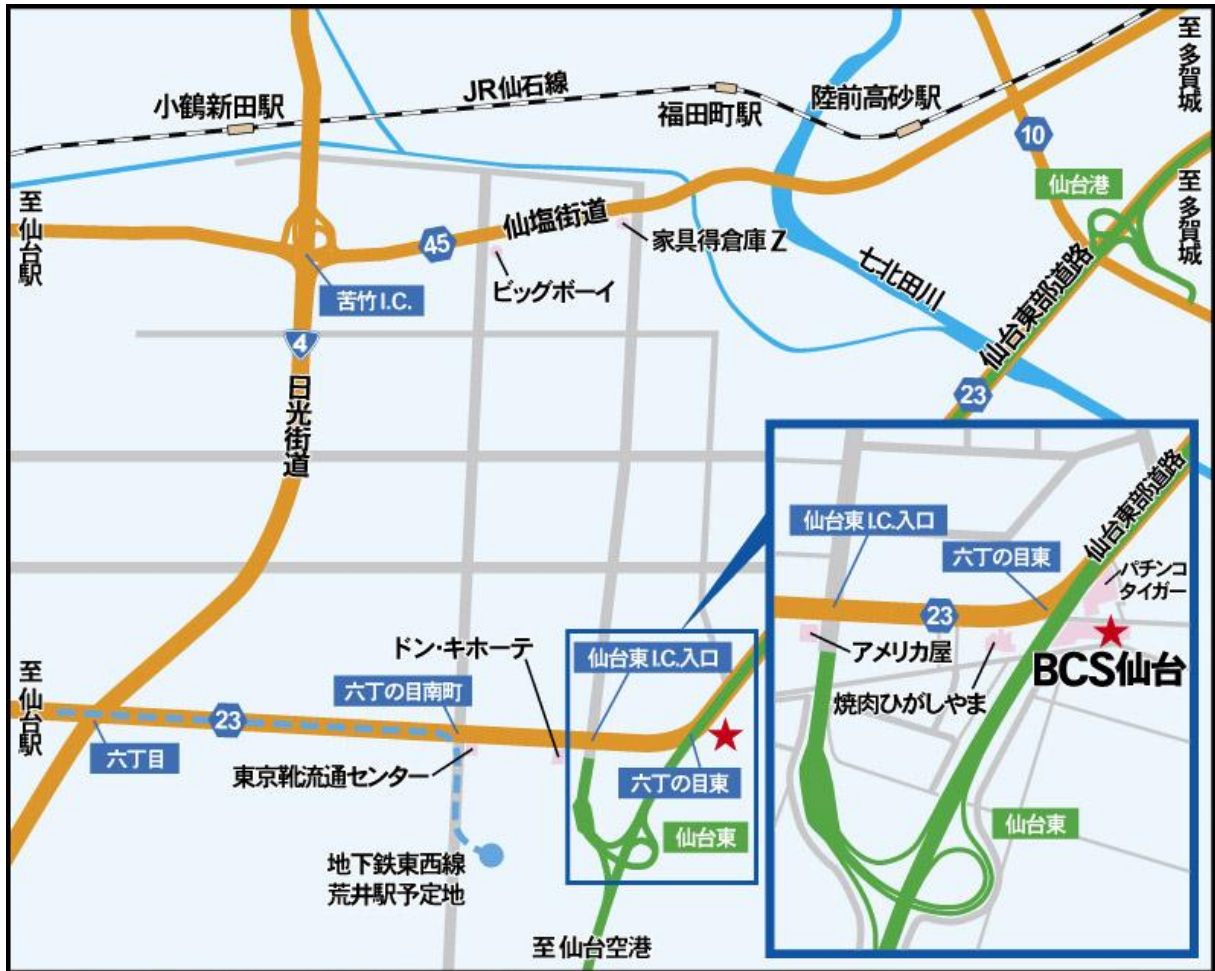 至多賀城
JR仙石線
小鶴新田駅
福田町駅
陸前高砂駅
10
仙台港
至多賀城
至仙台駅
45
仙塩街道
家具得倉庫Z
ビッグボーイ
苦竹I.C.
七北田川
仙台東部道路
4
日光街道
23
仙台東部道路
仙台東I.C.入口
六丁の目東
パチンコ
タイガー
23
アメリカ屋
BCS仙台
焼肉ひがしやま
仙台東
ドン・キホーテ
仙台東I.C.入口
至仙台駅
六丁の目南町
23
六丁目
東京靴流通センター
六丁の目東
仙台東
地下鉄東西線
荒井駅予定地
至仙台空港